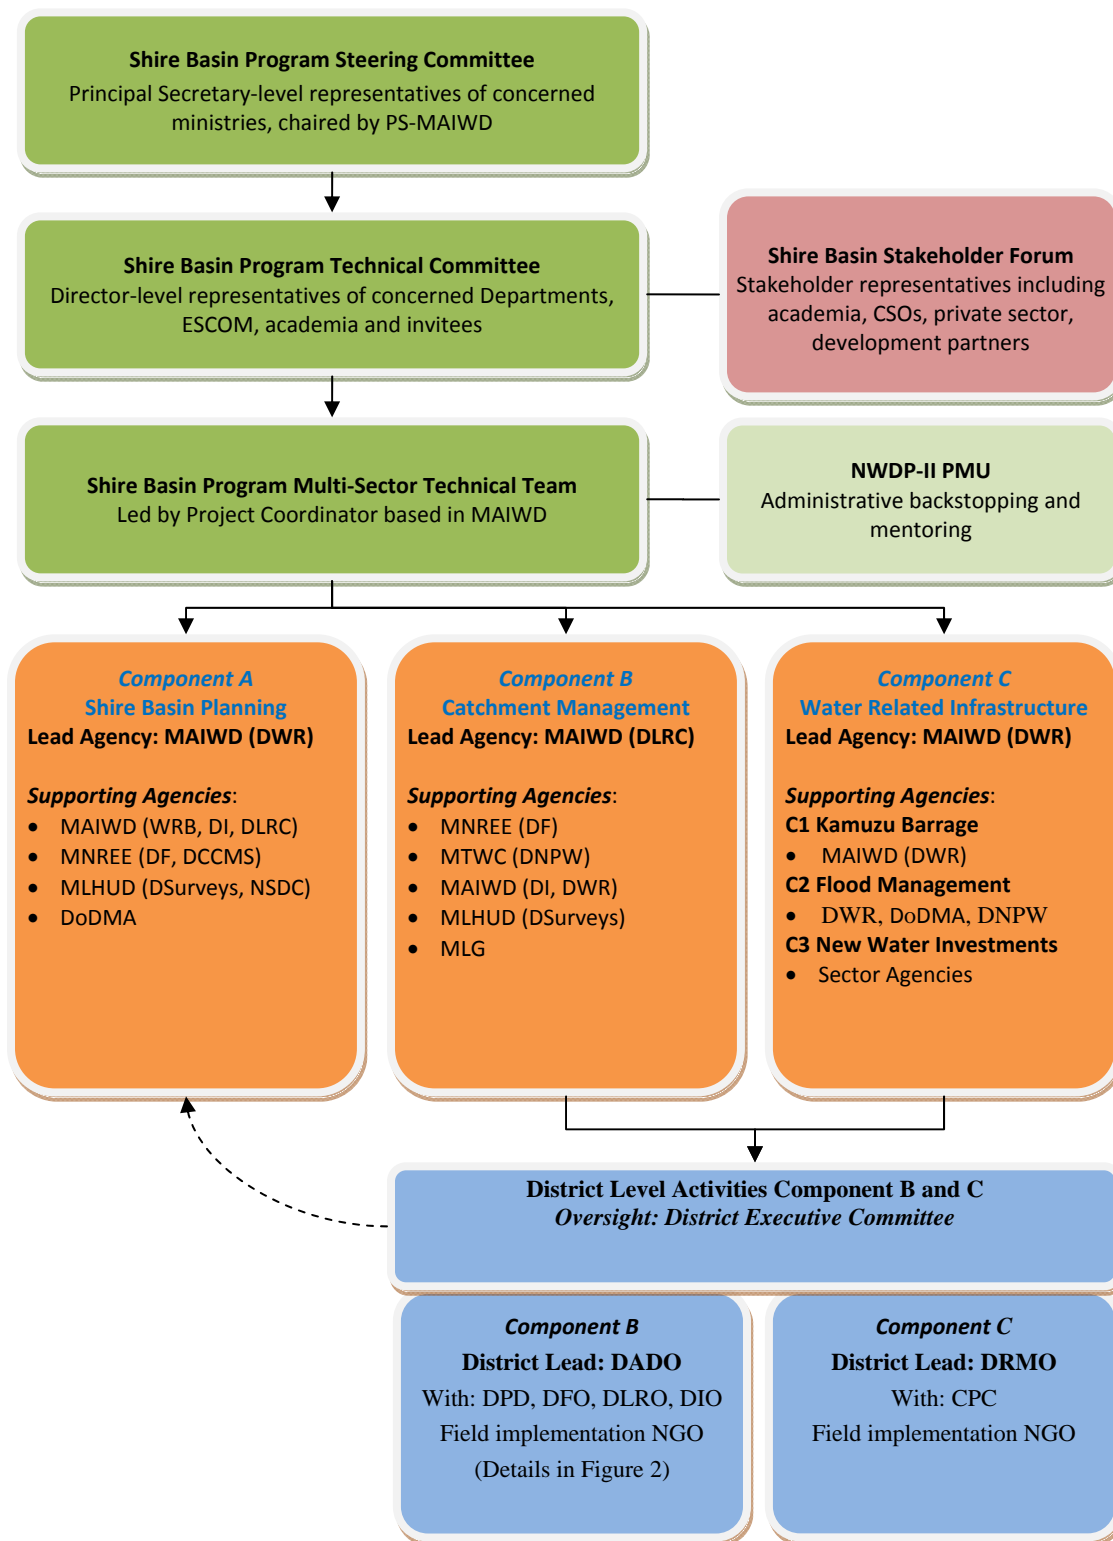 Shire Basin Program Steering Committee
Principal Secretary-level representatives of concerned
ministries, chaired by PS-MAIWD
Shire Basin Program Technical Committee
Director-level representatives of concerned Departments,
ESCOM, academia and invitees
Shire Basin Stakeholder Forum
Stakeholder representatives including
academia, CSOs, private sector,
development partners
Shire Basin Program Multi-Sector Technical Team
Led by Project Coordinator based in MAIWD
NWDP-II PMU
Administrative backstopping and
mentoring
Component A
Shire Basin Planning
Lead Agency: MAIWD (DWR)
Supporting Agencies:
• MAIWD (WRB, DI, DLRC)
• MNREE (DF, DCCMS)
• MLHUD (DSurveys, NSDC)
• DoDMA
Component B
Catchment Management
Lead Agency: MAIWD (DLRC)
Supporting Agencies:
• MNREE (DF)
• MTWC (DNPW)
• MAIWD (DI, DWR)
• MLHUD (DSurveys)
• MLG
Component C
Water Related Infrastructure
Lead Agency: MAIWD (DWR)
Supporting Agencies:
C1 Kamuzu Barrage
• MAIWD (DWR)
C2 Flood Management
• DWR, DoDMA, DNPW
C3 New Water Investments
• Sector Agencies
District Level Activities Component B and C
Oversight: District Executive Committee
Component B
District Lead: DADO
With: DPD, DFO, DLRO, DIO
Field implementation NGO
(Details in Figure 2)
Component C
District Lead: DRMO
With: CPC
Field implementation NGO